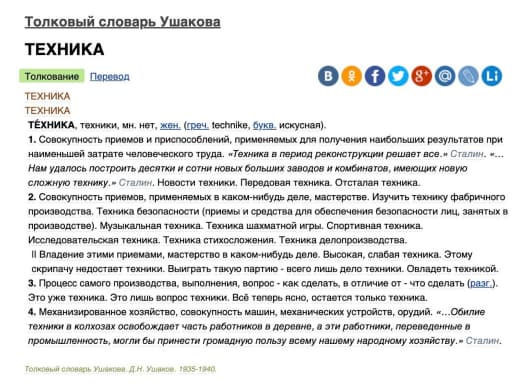 Толковый словарь Ушакова
ТЕХНИКА
Толкование Перевод
B f g+ @ Li
ТЕХНИКА
ТЕХНИКА
ТЕ́ХНИКА, техники, мн. нет, жен. (греч. technike, букв. искусная).
1. Совокупность приемов и приспособлений, применяемых для получения наибольших результатов при
наименьшей затрате человеческого труда. «Техника в период реконструкции решает все.» Сталин. «…
Нам удалось построить десятки и сотни новых больших заводов и комбинатов, имеющих новую
сложную технику.» Сталин. Новости техники. Передовая техника. Отсталая техника.
2. Совокупность приемов, применяемых в каком-нибудь деле, мастерстве. Изучить технику фабричного
производства. Техника безопасности (приемы и средства для обеспечения безопасности лиц, занятых в
производстве). Музыкальная техника. Техника шахматной игры. Спортивная техника.
Исследовательская техника. Техника стихосложения. Техника делопроизводства.
II Владение этими приемами, мастерство в каком-нибудь деле. Высокая, слабая техника. Этому
скрипачу недостает техники. Выиграть такую партию - всего лишь дело техники. Овладеть техникой.
3. Процесс самого производства, выполнения, вопрос - как сделать, в отличие от - что сделать (разг.).
Это уже техника. Это лишь вопрос техники. Всё теперь ясно, остается только техника.
4. Механизированное хозяйство, совокупность машин, механических устройств, орудий. «…Обилие
техники в колхозах освобождает часть работников в деревне, а эти работники, переведенные в
промышленность, могли бы принести громадную пользу всему нашему народному хозяйству.» Сталин.
Толковый словарь Ушакова. Д.Н. Ушаков. 1935-1940.